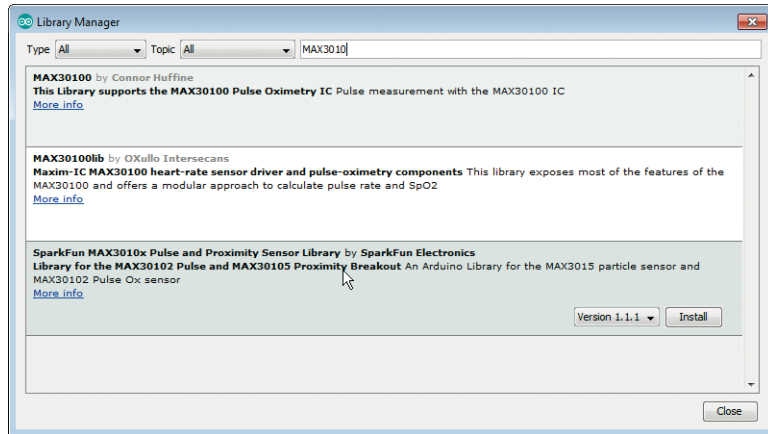 Library Manager
Type All Topic All MAX3010
MAX30100 by Connor Huffine
This Library supports the MAX30100 Pulse Oximetry IC Pulse measurement with the MAX30100 IC
More info
MAX30100lib by OXullo Intersecans
Maxim-IC MAX30100 heart-rate sensor driver and pulse-oximetry components This library exposes most of the features of the
MAX30100 and offers a modular approach to calculate pulse rate and SpO2
More info
SparkFun MAX3010x Pulse and Proximity Sensor Library by SparkFun Electronics
Library for the MAX30102 Pulse and MAX30105 Proximity Breakout An Arduino Library for the MAX3015 particle sensor and
MAX30102 Pulse Ox sensor
More info
Version 1.1.1 Install
Close